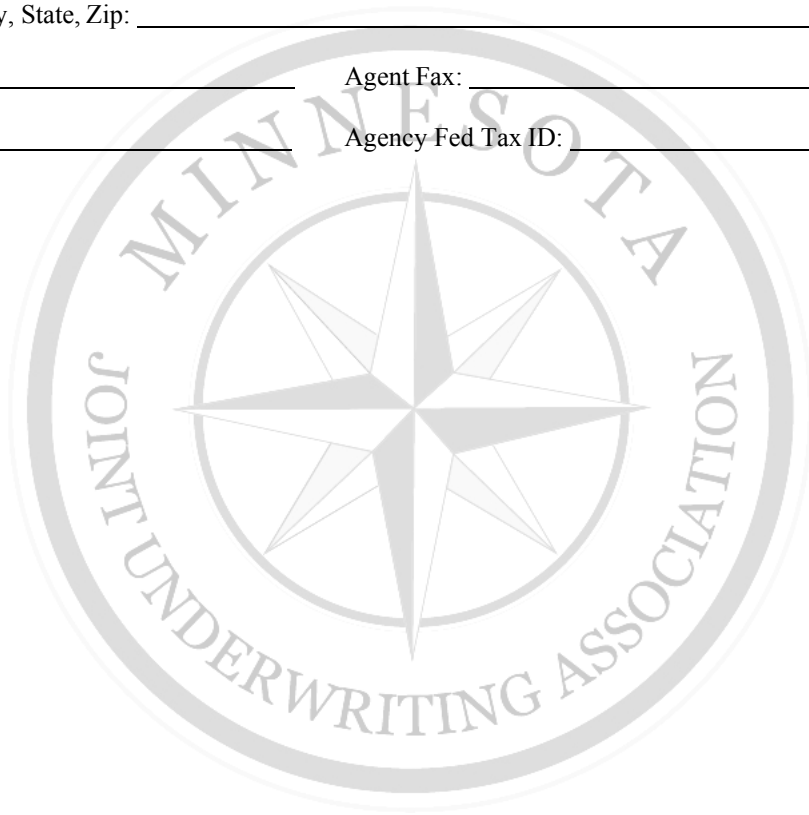 y, State, Zip:
Agent Fax:
Agency Fed Tax ID:
MINNESOTA
JOINT UNDERWRITING ASSOCIATION